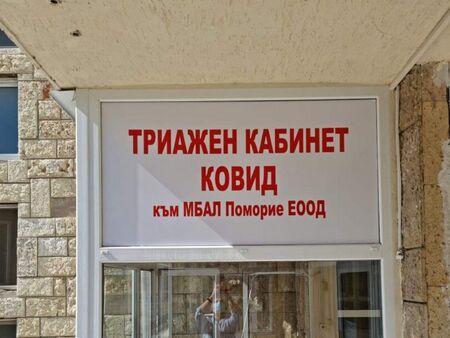 ТРИАЖЕН КАБИНЕТ
КОВИД
към МБАЛ Поморие ЕООД